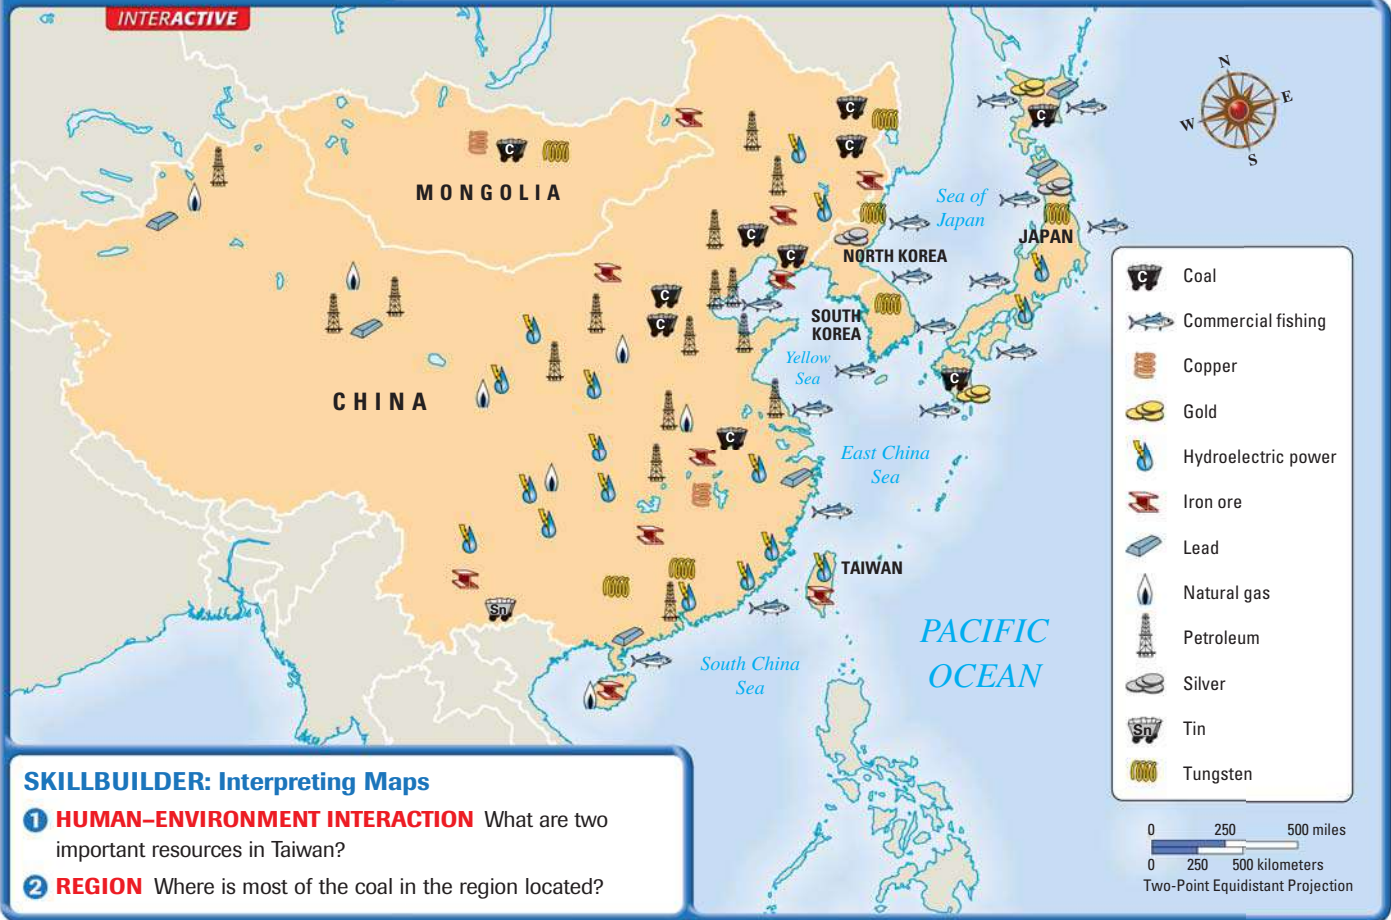 INTERACTIVE
N
E
W
S
C
C
C
C
C
C
C
C
C
C
C
Sn
MONGOLIA
Sea of
Japan
JAPAN
NORTH KOREA
SOUTH
KOREA
Yellow
Sea
CHINA
East China
Sea
TAIWAN
PACIFIC
OCEAN
South China
Sea
C Coal
Commercial fishing
Copper
Gold
Hydroelectric power
Iron ore
Lead
Natural gas
Petroleum
Silver
Sn Tin
Tungsten
0 250 500 miles
0 250 500 kilometers
Two-Point Equidistant Projection
SKILLBUILDER: Interpreting Maps
1 HUMAN–ENVIRONMENT INTERACTION What are two
important resources in Taiwan?
2 REGION Where is most of the coal in the region located?